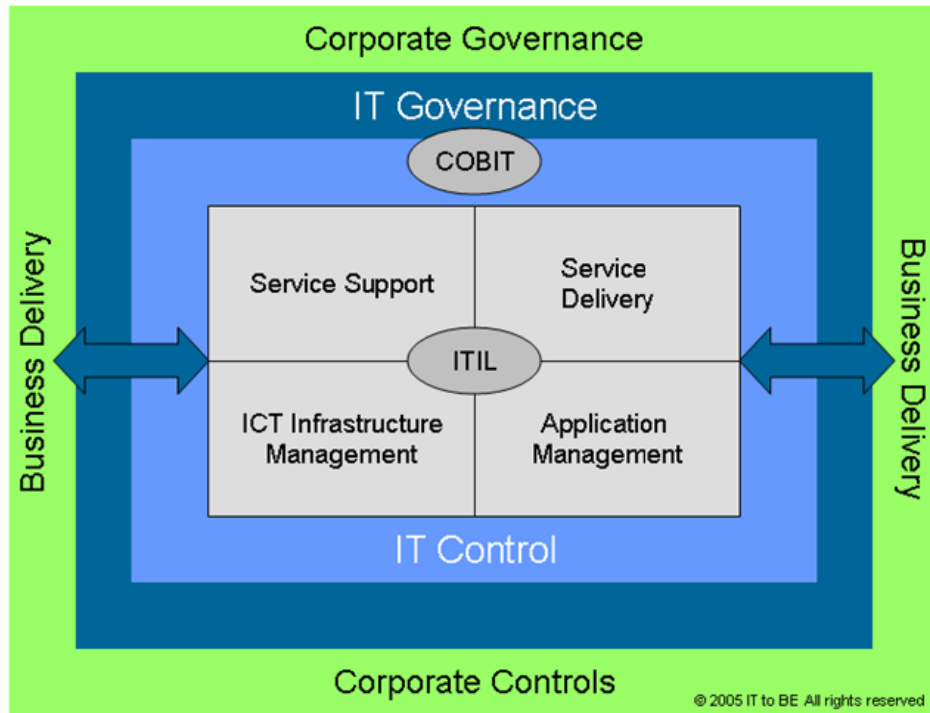 Corporate Governance
IT Governance
COBIT
Service Support
Service
Delivery
Business Delivery
Business Delivery
ITIL
ICT Infrastructure
Management
Application
Management
IT Control
Corporate Controls
© 2005 IT to BE All rights reserved